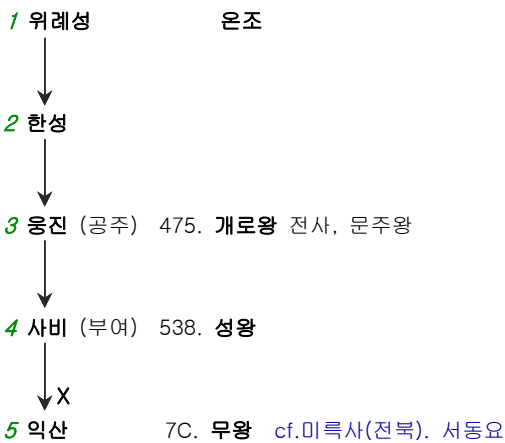 1 위례성 온조
2 한성
3 웅진 (공주) 475. 개로왕 전사, 문주왕
4 사비 (부여) 538. 성왕
X
5 익산 7C. 무왕 cf.미륵사(전북). 서동요